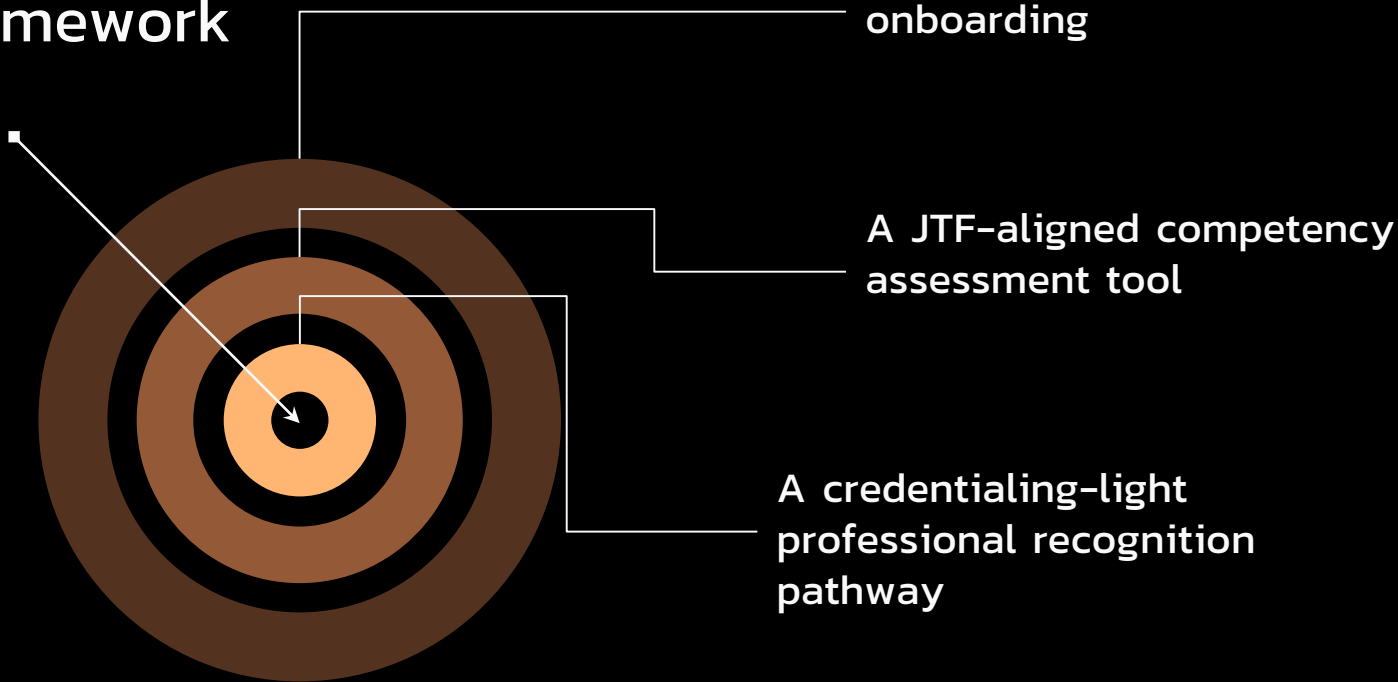 mework
onboarding
A JTF-aligned competency
assessment tool
A credentialing-light
professional recognition
pathway